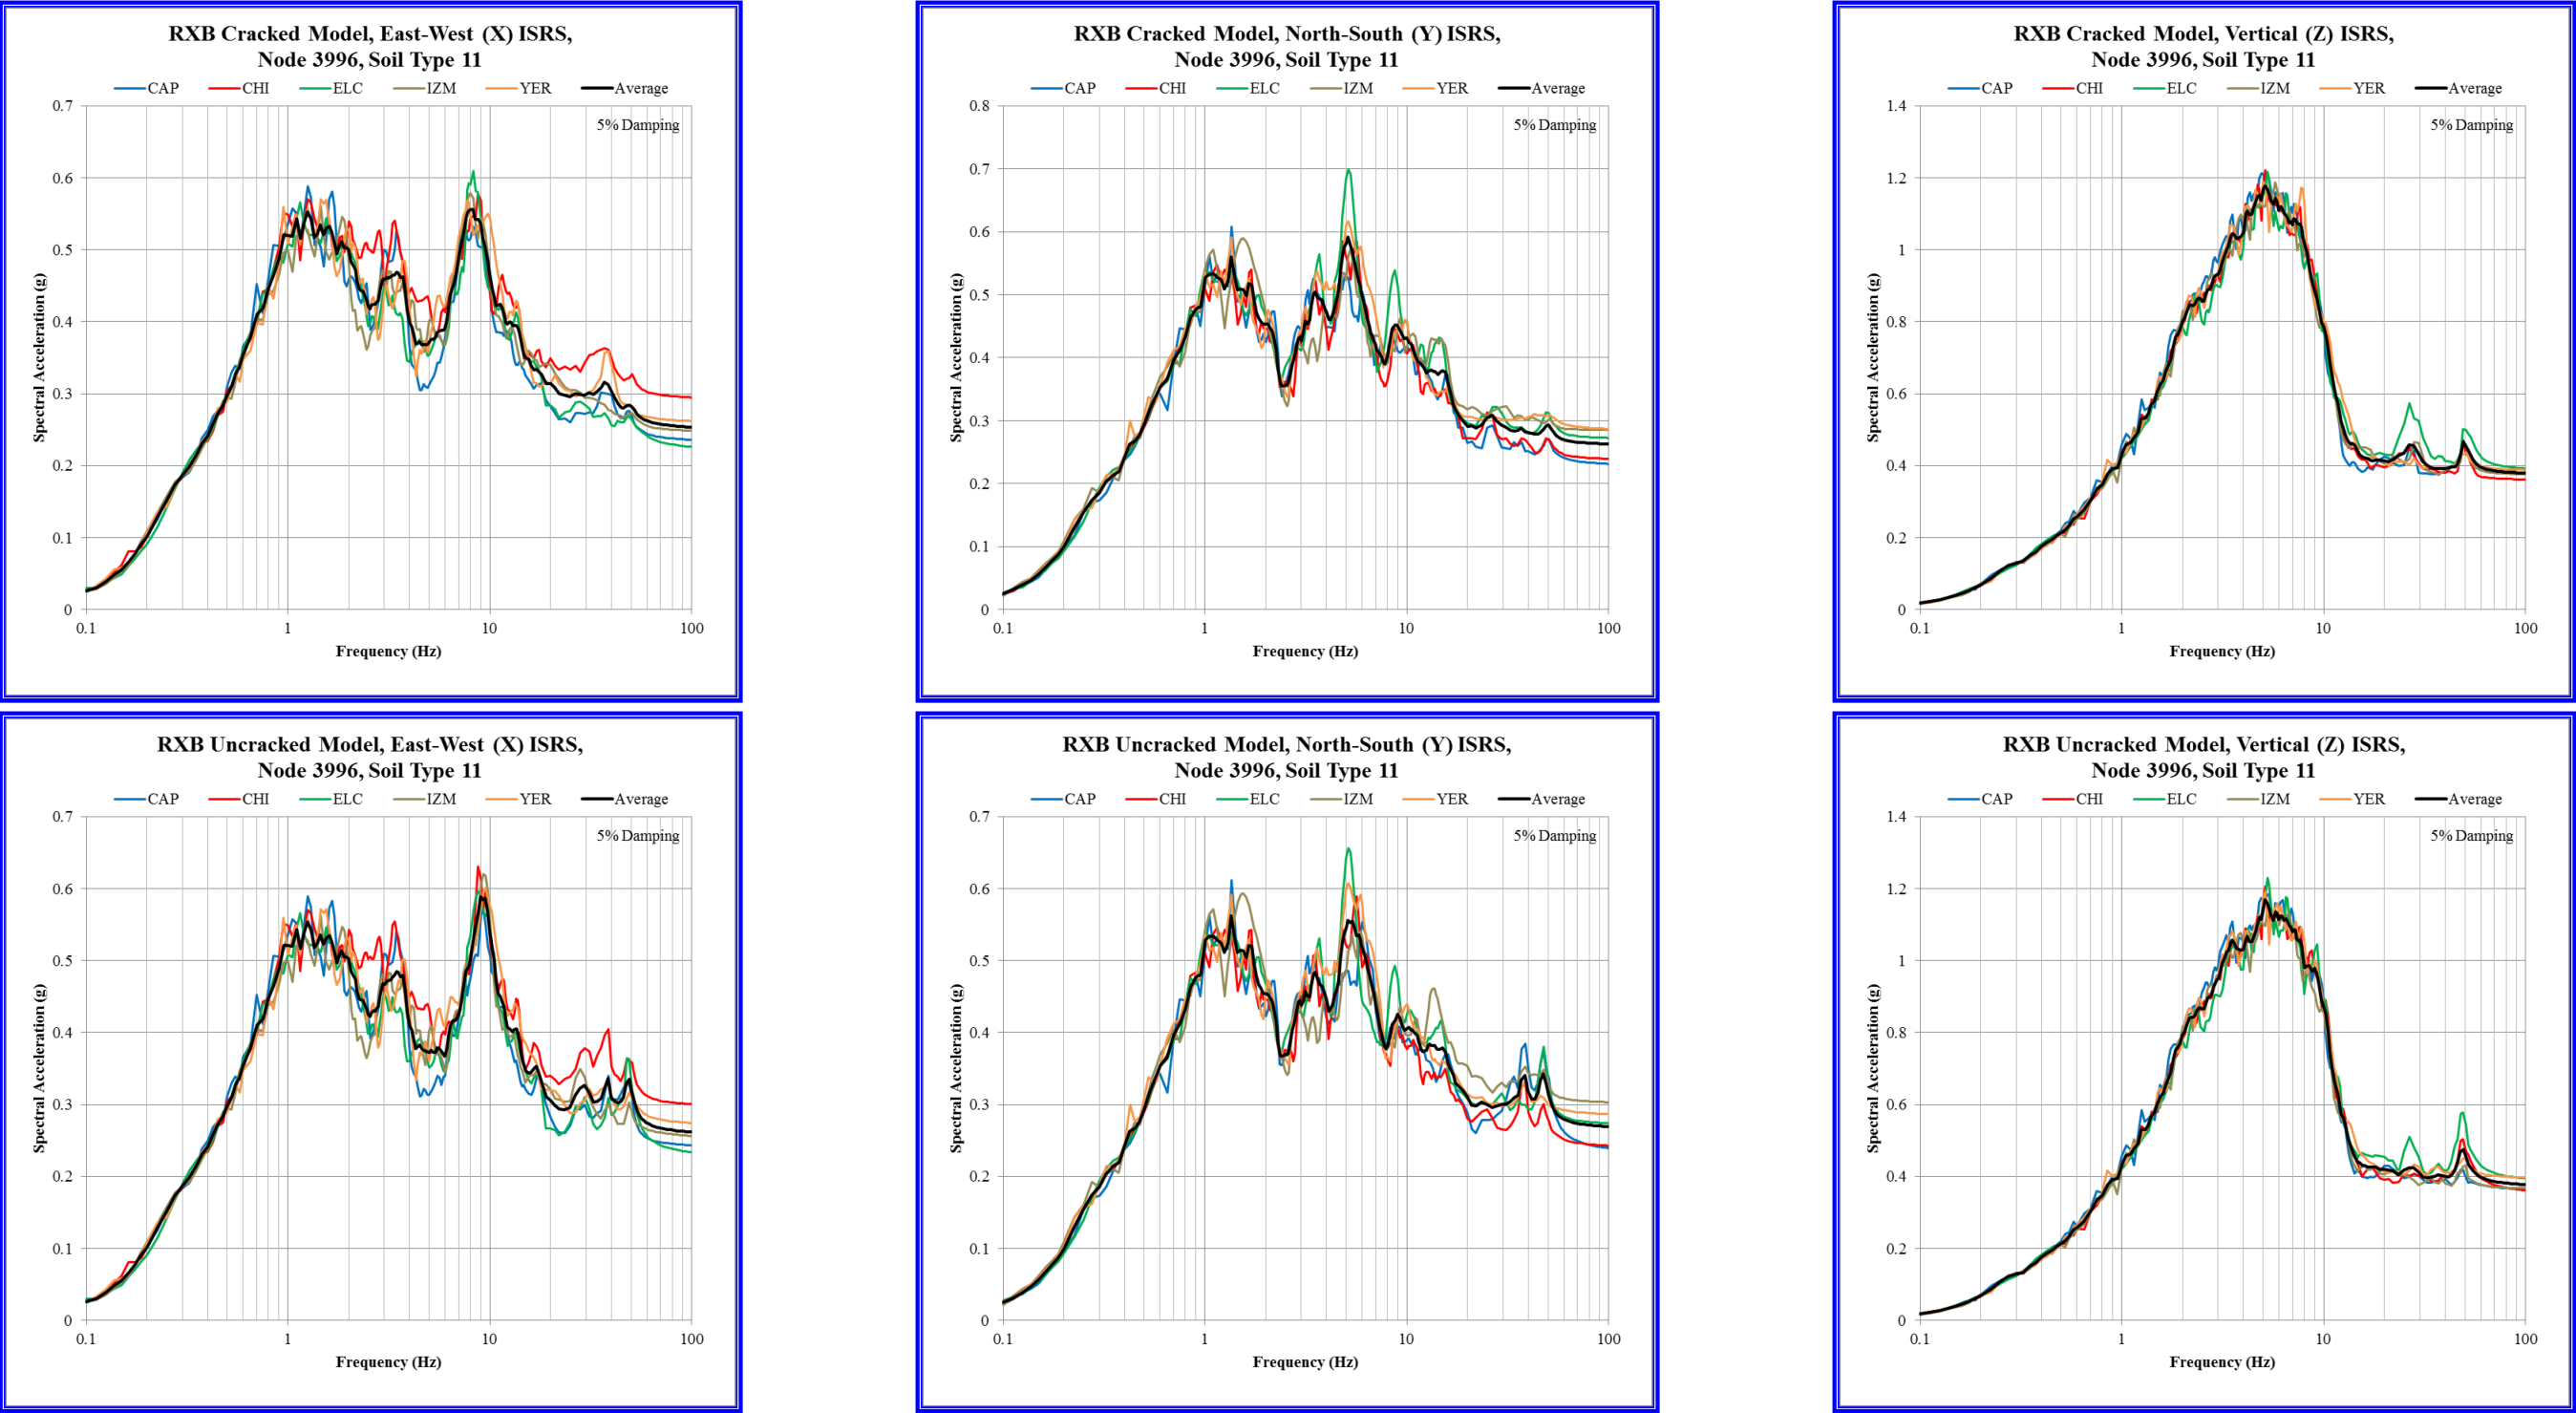 RXB Cracked Model, East-West (X) ISRS,
Node 3996, Soil Type 11
CAP CHI ELC IZM YER Average
5% Damping
0.7
0.6
0.5
0.4
0.3
0.2
0.1
0
Spectral Acceleration (g)
0.1 1 10 100
Frequency (Hz)
RXB Cracked Model, North-South (Y) ISRS,
Node 3996, Soil Type 11
CAP CHI ELC IZM YER Average
5% Damping
0.8
0.7
0.6
0.5
0.4
0.3
0.2
0.1
0
Spectral Acceleration (g)
0.1 1 10 100
Frequency (Hz)
RXB Cracked Model, Vertical (Z) ISRS,
Node 3996, Soil Type 11
CAP CHI ELC IZM YER Average
5% Damping
1.4
1.2
1
0.8
0.6
0.4
0.2
0
Spectral Acceleration (g)
0.1 1 10 100
Frequency (Hz)
RXB Uncracked Model, East-West (X) ISRS,
Node 3996, Soil Type 11
CAP CHI ELC IZM YER Average
5% Damping
0.7
0.6
0.5
0.4
0.3
0.2
0.1
0
Spectral Acceleration (g)
0.1 1 10 100
Frequency (Hz)
RXB Uncracked Model, North-South (Y) ISRS,
Node 3996, Soil Type 11
CAP CHI ELC IZM YER Average
5% Damping
0.7
0.6
0.5
0.4
0.3
0.2
0.1
0
Spectral Acceleration (g)
0.1 1 10 100
Frequency (Hz)
RXB Uncracked Model, Vertical (Z) ISRS,
Node 3996, Soil Type 11
CAP CHI ELC IZM YER Average
5% Damping
1.4
1.2
1
0.8
0.6
0.4
0.2
0
Spectral Acceleration (g)
0.1 1 10 100
Frequency (Hz)